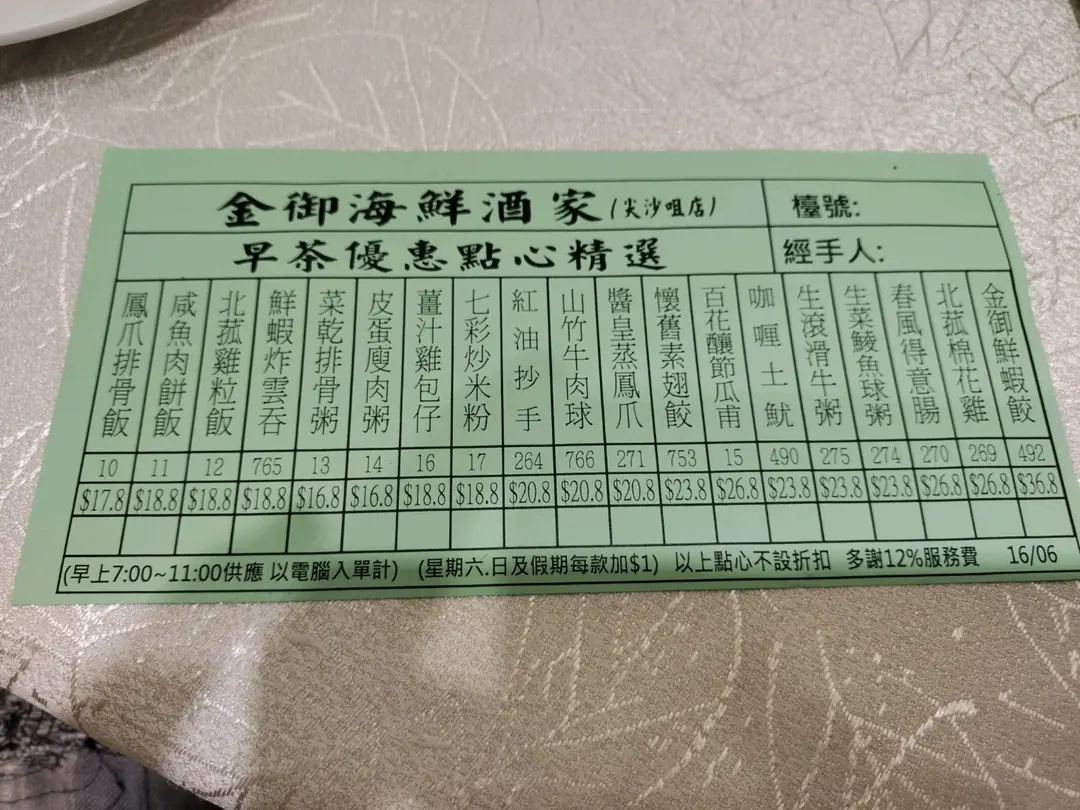 金御海鮮酒家(尖沙咀店)
檯號:
早茶優惠點心精選
經手人:
金御鮮蝦餃 492 $36.8
北菰棉花雞 269 $26.8
春風得意腸 270 $26.8
生菜鯪魚球粥 274 $23.8
生滾滑牛粥 275 $23.8
咖喱土魷 490 $23.8
百花釀節瓜甫 15 $26.8
懷舊素翅餃 753 $23.8
醬皇蒸鳳爪 271 $20.8
山竹牛肉球 766 $20.8
紅油抄手 264 $20.8
七彩炒米粉 17 $18.8
薑汁雞包仔 16 $18.8
皮蛋廋肉粥 14 $16.8
菜乾排骨粥 13 $16.8
鮮蝦炸雲吞 765 $18.8
北菰雞粒飯 12 $18.8
咸魚肉餅飯 11 $18.8
鳳爪排骨飯 10 $17.8
(早上7:00~11:00供應 以電腦入單計) (星期六.日及假期每款加$1) 以上點心不設折扣 多謝12%服務費 16/06